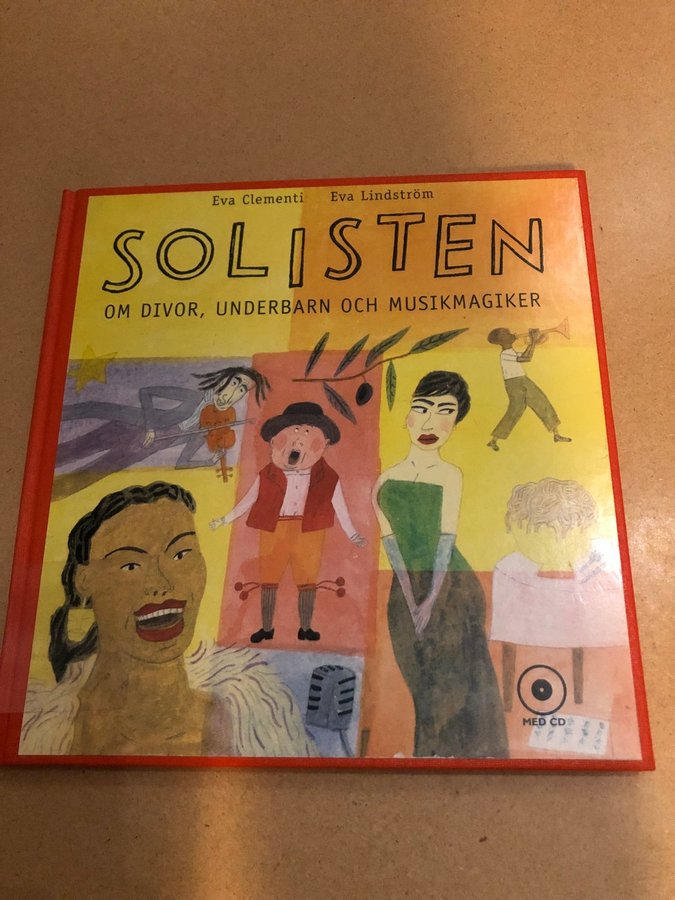 Eva Clementi Eva Lindström
SOLISTEN
OM DIVOR, UNDERBARN OCH MUSIKMAGIKER
MED CD